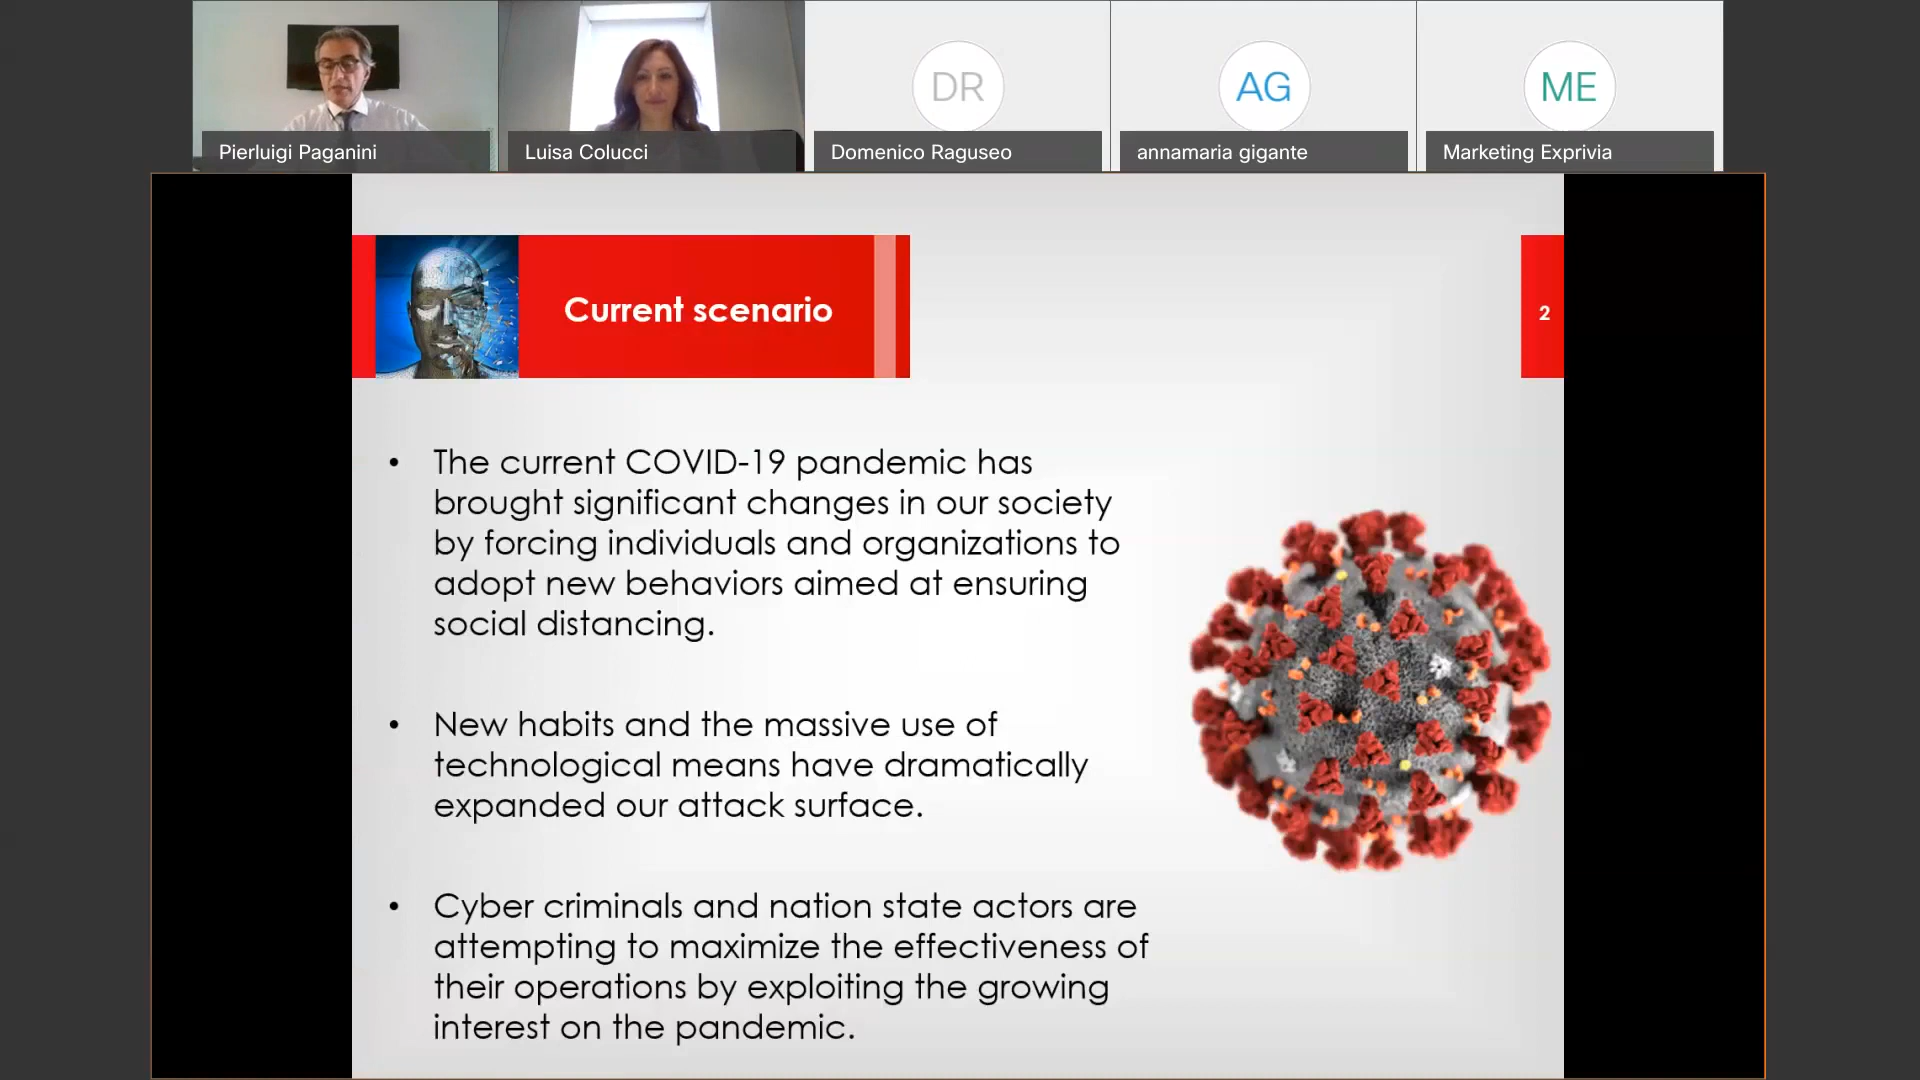 DR
AG
ME
Pierluigi Paganini
Luisa Colucci
Domenico Raguseo
annamaria gigante
Marketing Exprivia
Current scenario
2
• The current COVID-19 pandemic has
brought significant changes in our society
by forcing individuals and organizations to
adopt new behaviors aimed at ensuring
social distancing.
• New habits and the massive use of
technological means have dramatically
expanded our attack surface.
• Cyber criminals and nation state actors are
attempting to maximize the effectiveness of
their operations by exploiting the growing
interest on the pandemic.